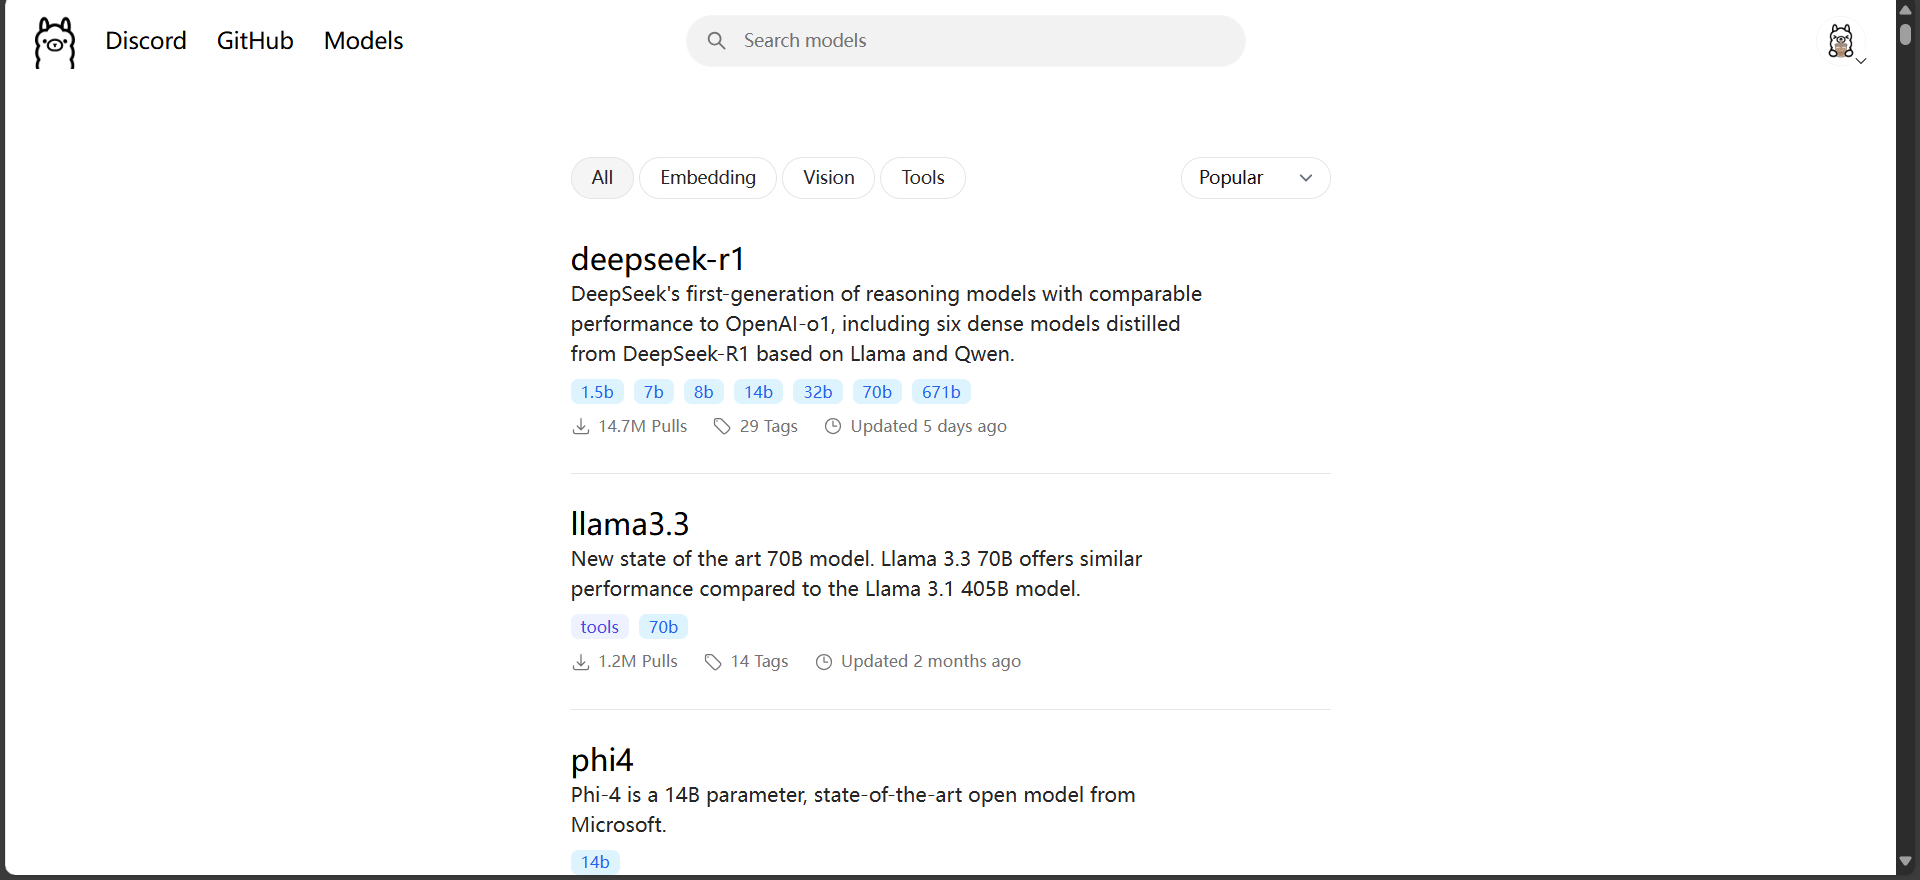 Discord GitHub Models
Search models
All Embedding Vision Tools
Popular
deepseek-r1
DeepSeek's first-generation of reasoning models with comparable
performance to OpenAI-o1, including six dense models distilled
from DeepSeek-R1 based on Llama and Qwen.
1.5b 7b 8b 14b 32b 70b 671b
14.7M Pulls 29 Tags Updated 5 days ago
llama3.3
New state of the art 70B model. Llama 3.3 70B offers similar
performance compared to the Llama 3.1 405B model.
tools 70b
1.2M Pulls 14 Tags Updated 2 months ago
phi4
Phi-4 is a 14B parameter, state-of-the-art open model from
Microsoft.
14b